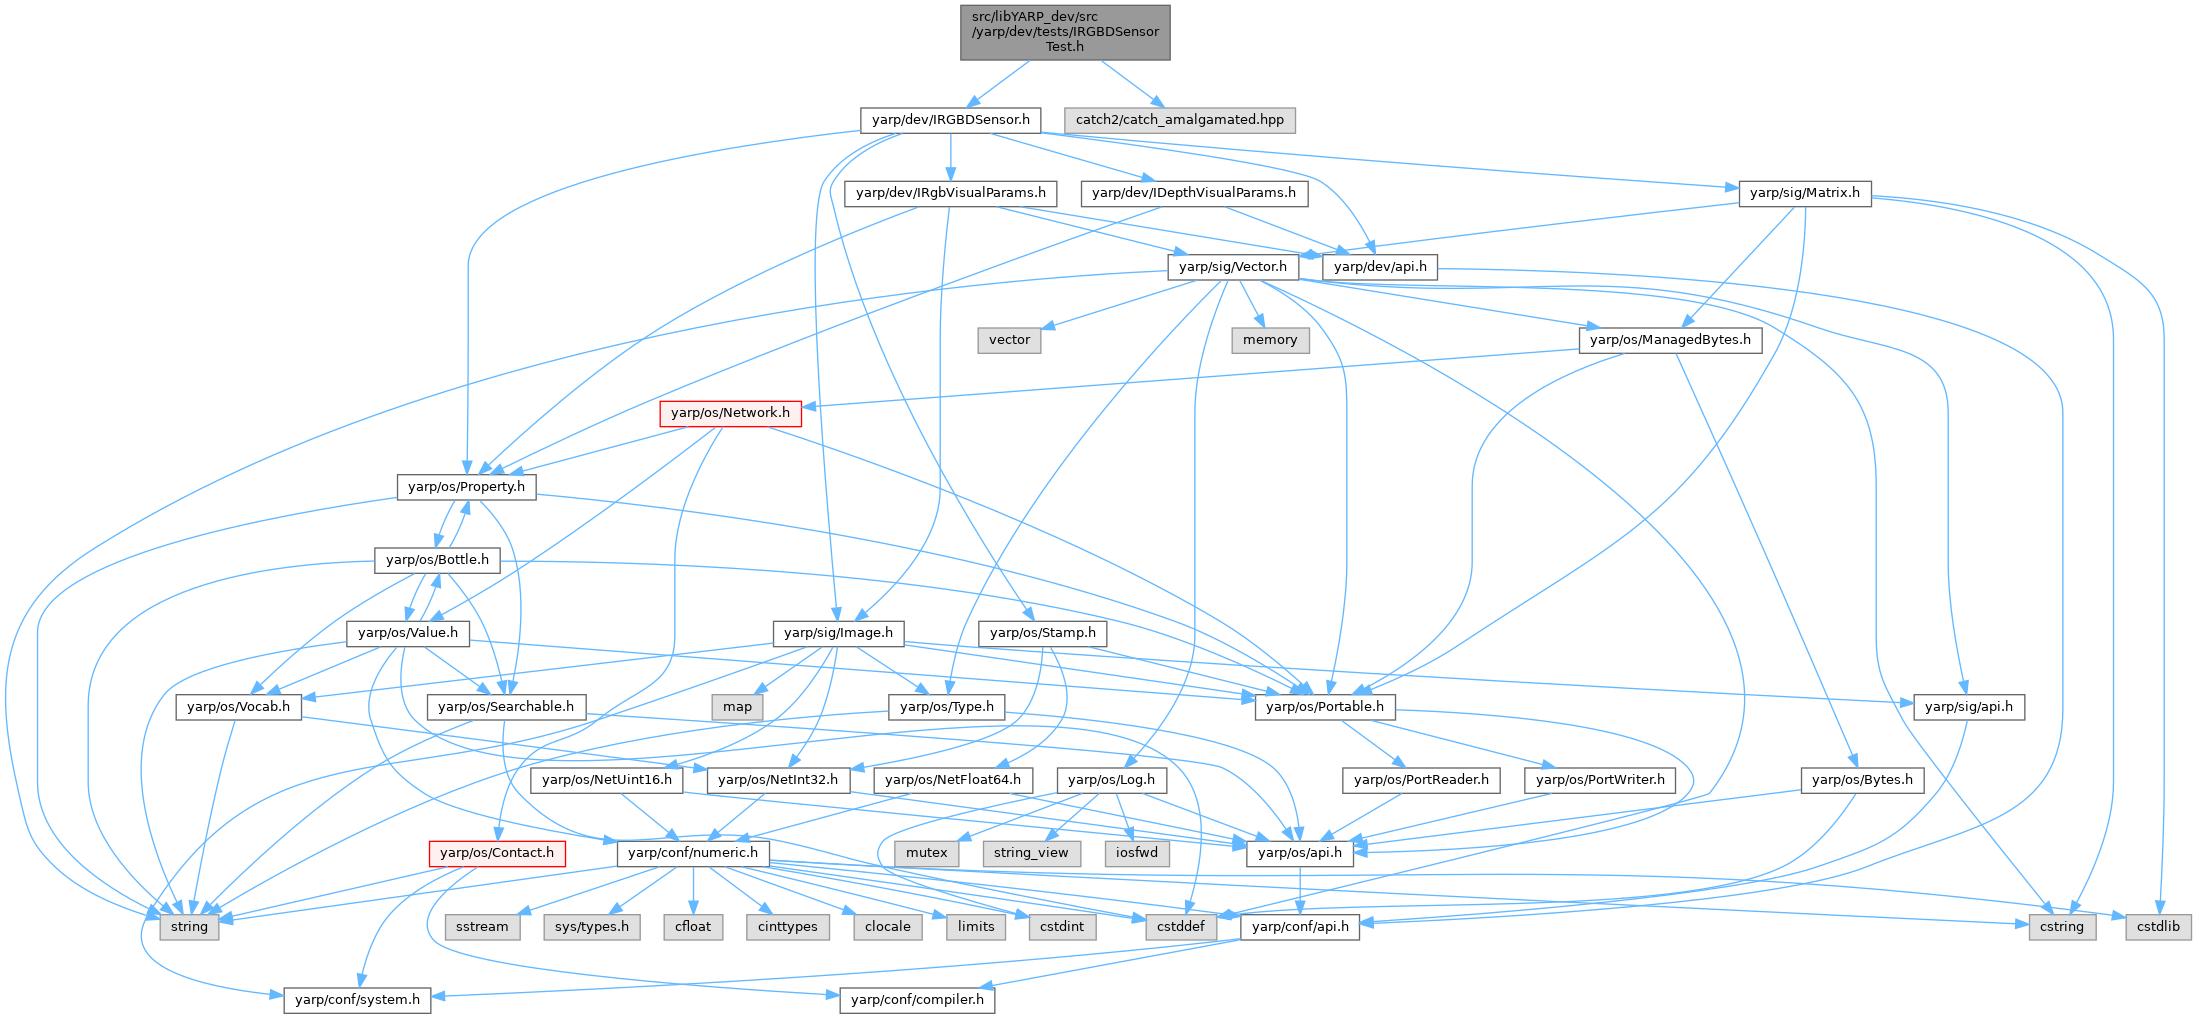 src/libYARP_dev/src
/yarp/dev/tests/IRGBDSensor
Test.h
yarp/dev/IRGBDSensor.h
catch2/catch_amalgamated.hpp
yarp/dev/IRgbVisualParams.h
yarp/dev/IDepthVisualParams.h
yarp/sig/Matrix.h
yarp/sig/Vector.h
yarp/dev/api.h
vector
memory
yarp/os/ManagedBytes.h
yarp/os/Network.h
yarp/os/Property.h
yarp/os/Bottle.h
yarp/os/Value.h
yarp/sig/Image.h
yarp/os/Stamp.h
yarp/os/Vocab.h
yarp/os/Searchable.h
map
yarp/os/Type.h
yarp/os/Portable.h
yarp/sig/api.h
yarp/os/NetUint16.h
yarp/os/NetInt32.h
yarp/os/NetFloat64.h
yarp/os/Log.h
yarp/os/PortReader.h
yarp/os/PortWriter.h
yarp/os/Bytes.h
yarp/os/Contact.h
yarp/conf/numeric.h
mutex
string_view
iosfwd
yarp/os/api.h
string
sstream
sys/types.h
cfloat
cinttypes
clocale
limits
cstdint
cstddef
yarp/conf/api.h
cstring
cstdlib
yarp/conf/system.h
yarp/conf/compiler.h